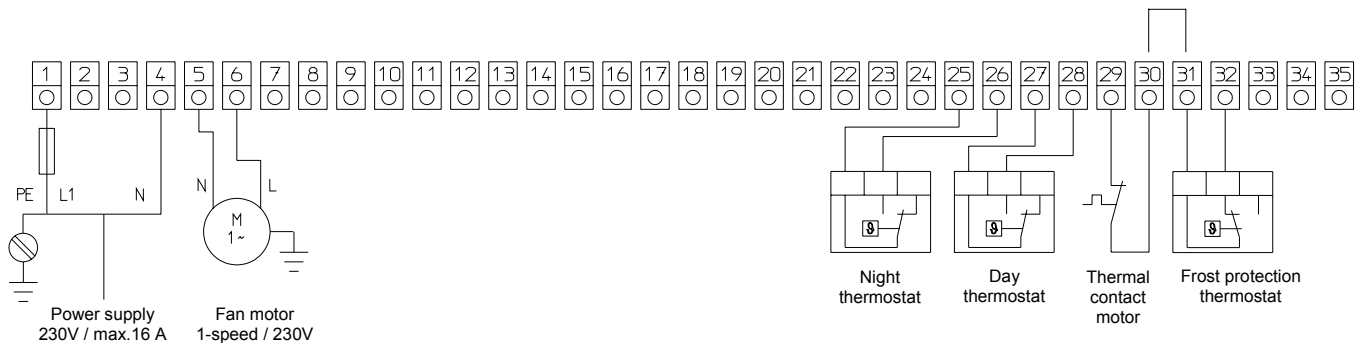 1 2 3 4 5 6 7 8 9 10 11 12 13 14 15 16 17 18 19 20 21 22 23 24 25 26 27 28 29 30 31 32 33 34 35
PE L1 N
N L
M
1~
ϑ ϑ ϑ
Power supply
230V / max.16 A
Fan motor
1-speed / 230V
Night
thermostat
Day
thermostat
Thermal
contact
motor
Frost protection
thermostat